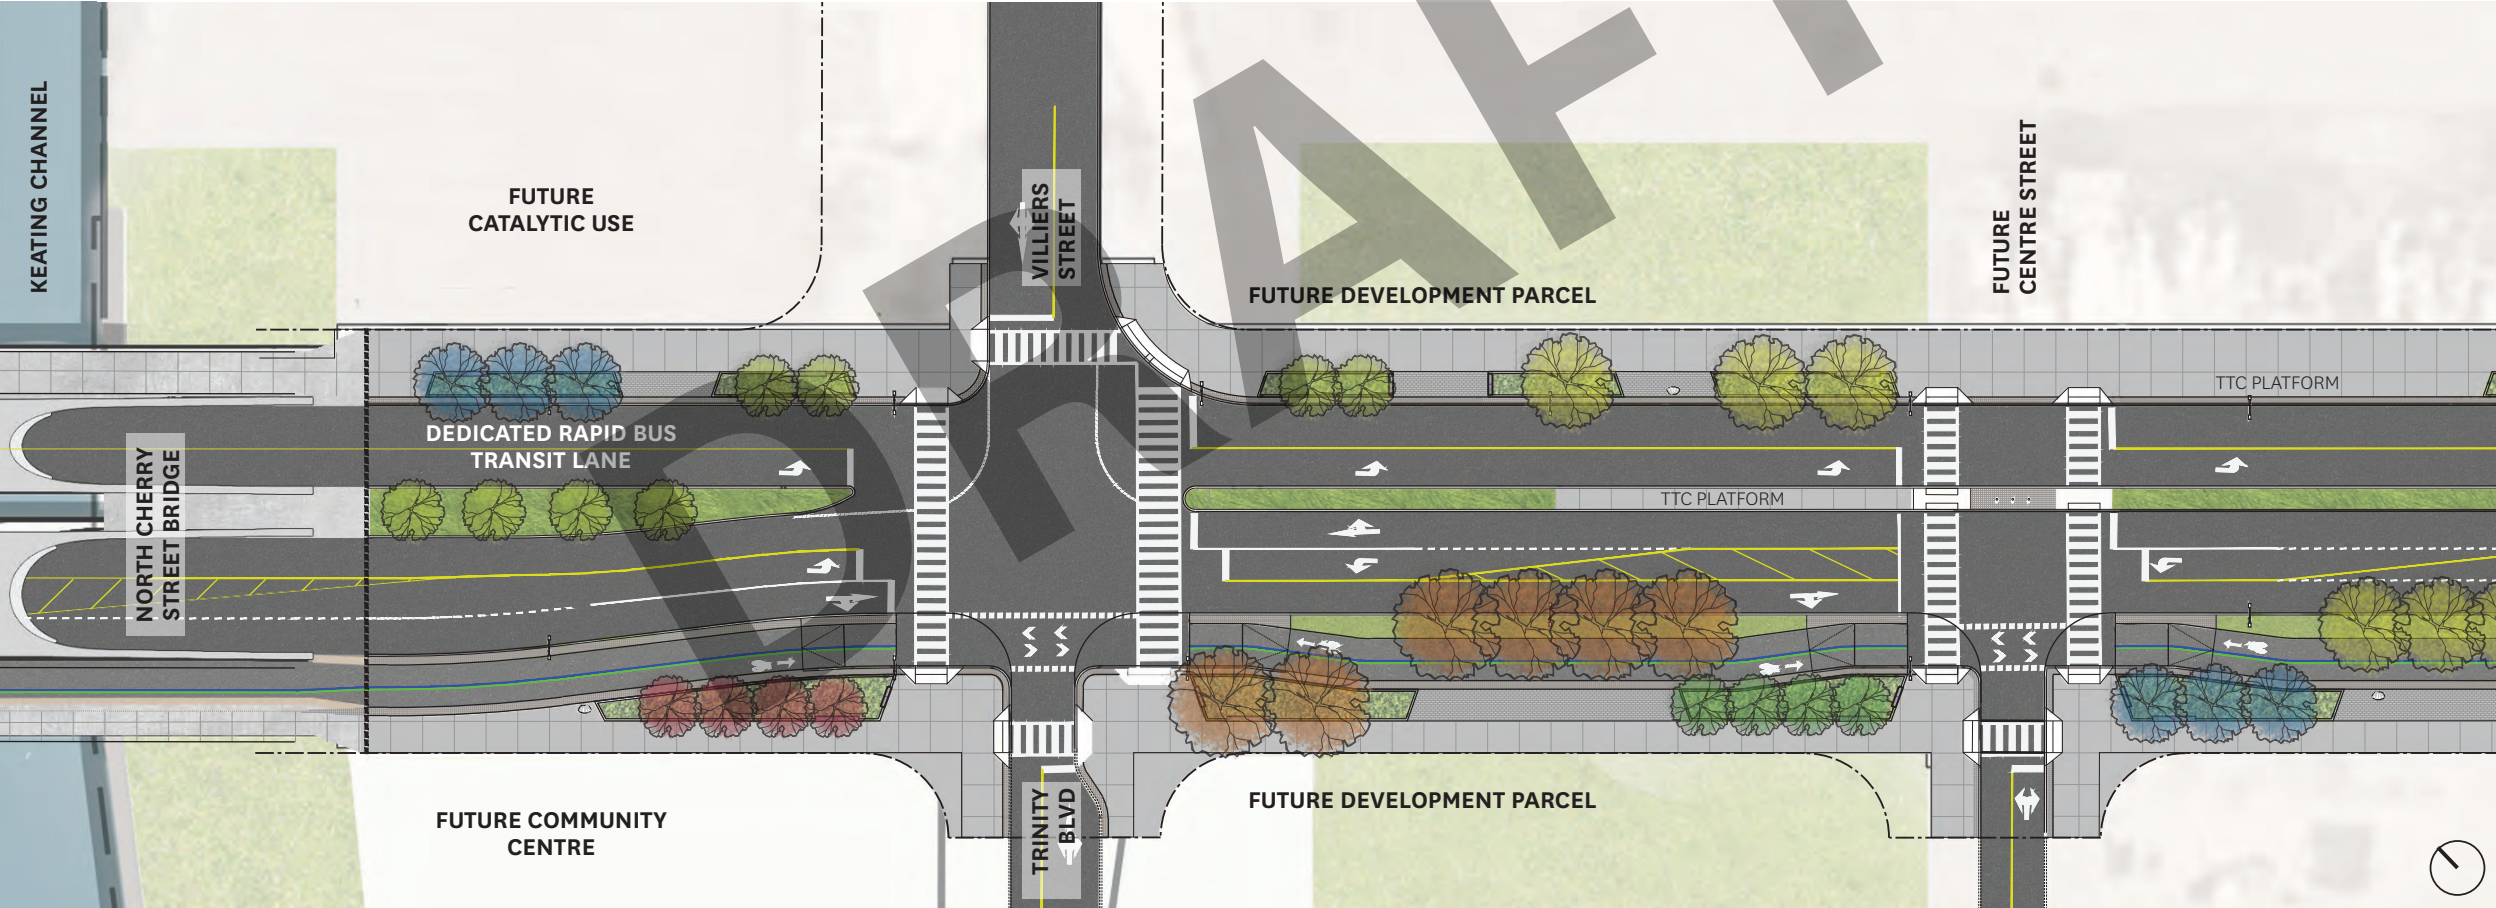 KEATING CHANNEL
FUTURE
CATALYTIC USE
VILLIERS
STREET
FUTURE DEVELOPMENT PARCEL
FUTURE
CENTRE STREET
TTC PLATFORM
DEDICATED RAPID BUS
TRANSIT LANE
NORTH CHERRY
STREET BRIDGE
TTC PLATFORM
FUTURE COMMUNITY
CENTRE
TRINITY
BLVD
FUTURE DEVELOPMENT PARCEL
DRAFT